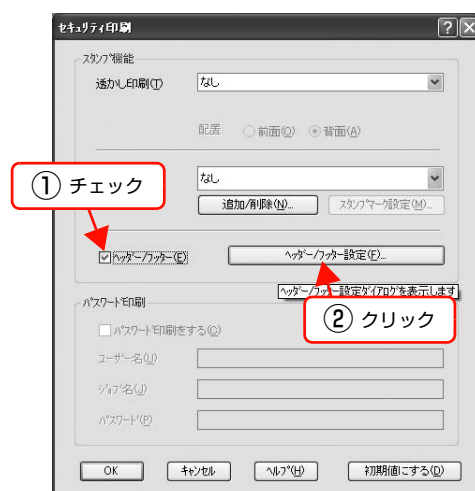 セキュリティ印刷
スタンプ機能
透かし印刷(T)
なし
配置 前面(O) 背面(A)
なし
① チェック
追加/削除(N)... スタンプマーク設定(M)...
ヘッダー/フッター(E) ヘッダー/フッター設定(F)...
ヘッダー/フッター設定ダイアログを表示します
② クリック
パスワード印刷
パスワード印刷をする(C)
ユーザー名(U)
ジョブ名(J)
パスワード(P)
OK キャンセル ヘルプ(H) 初期値にする(D)